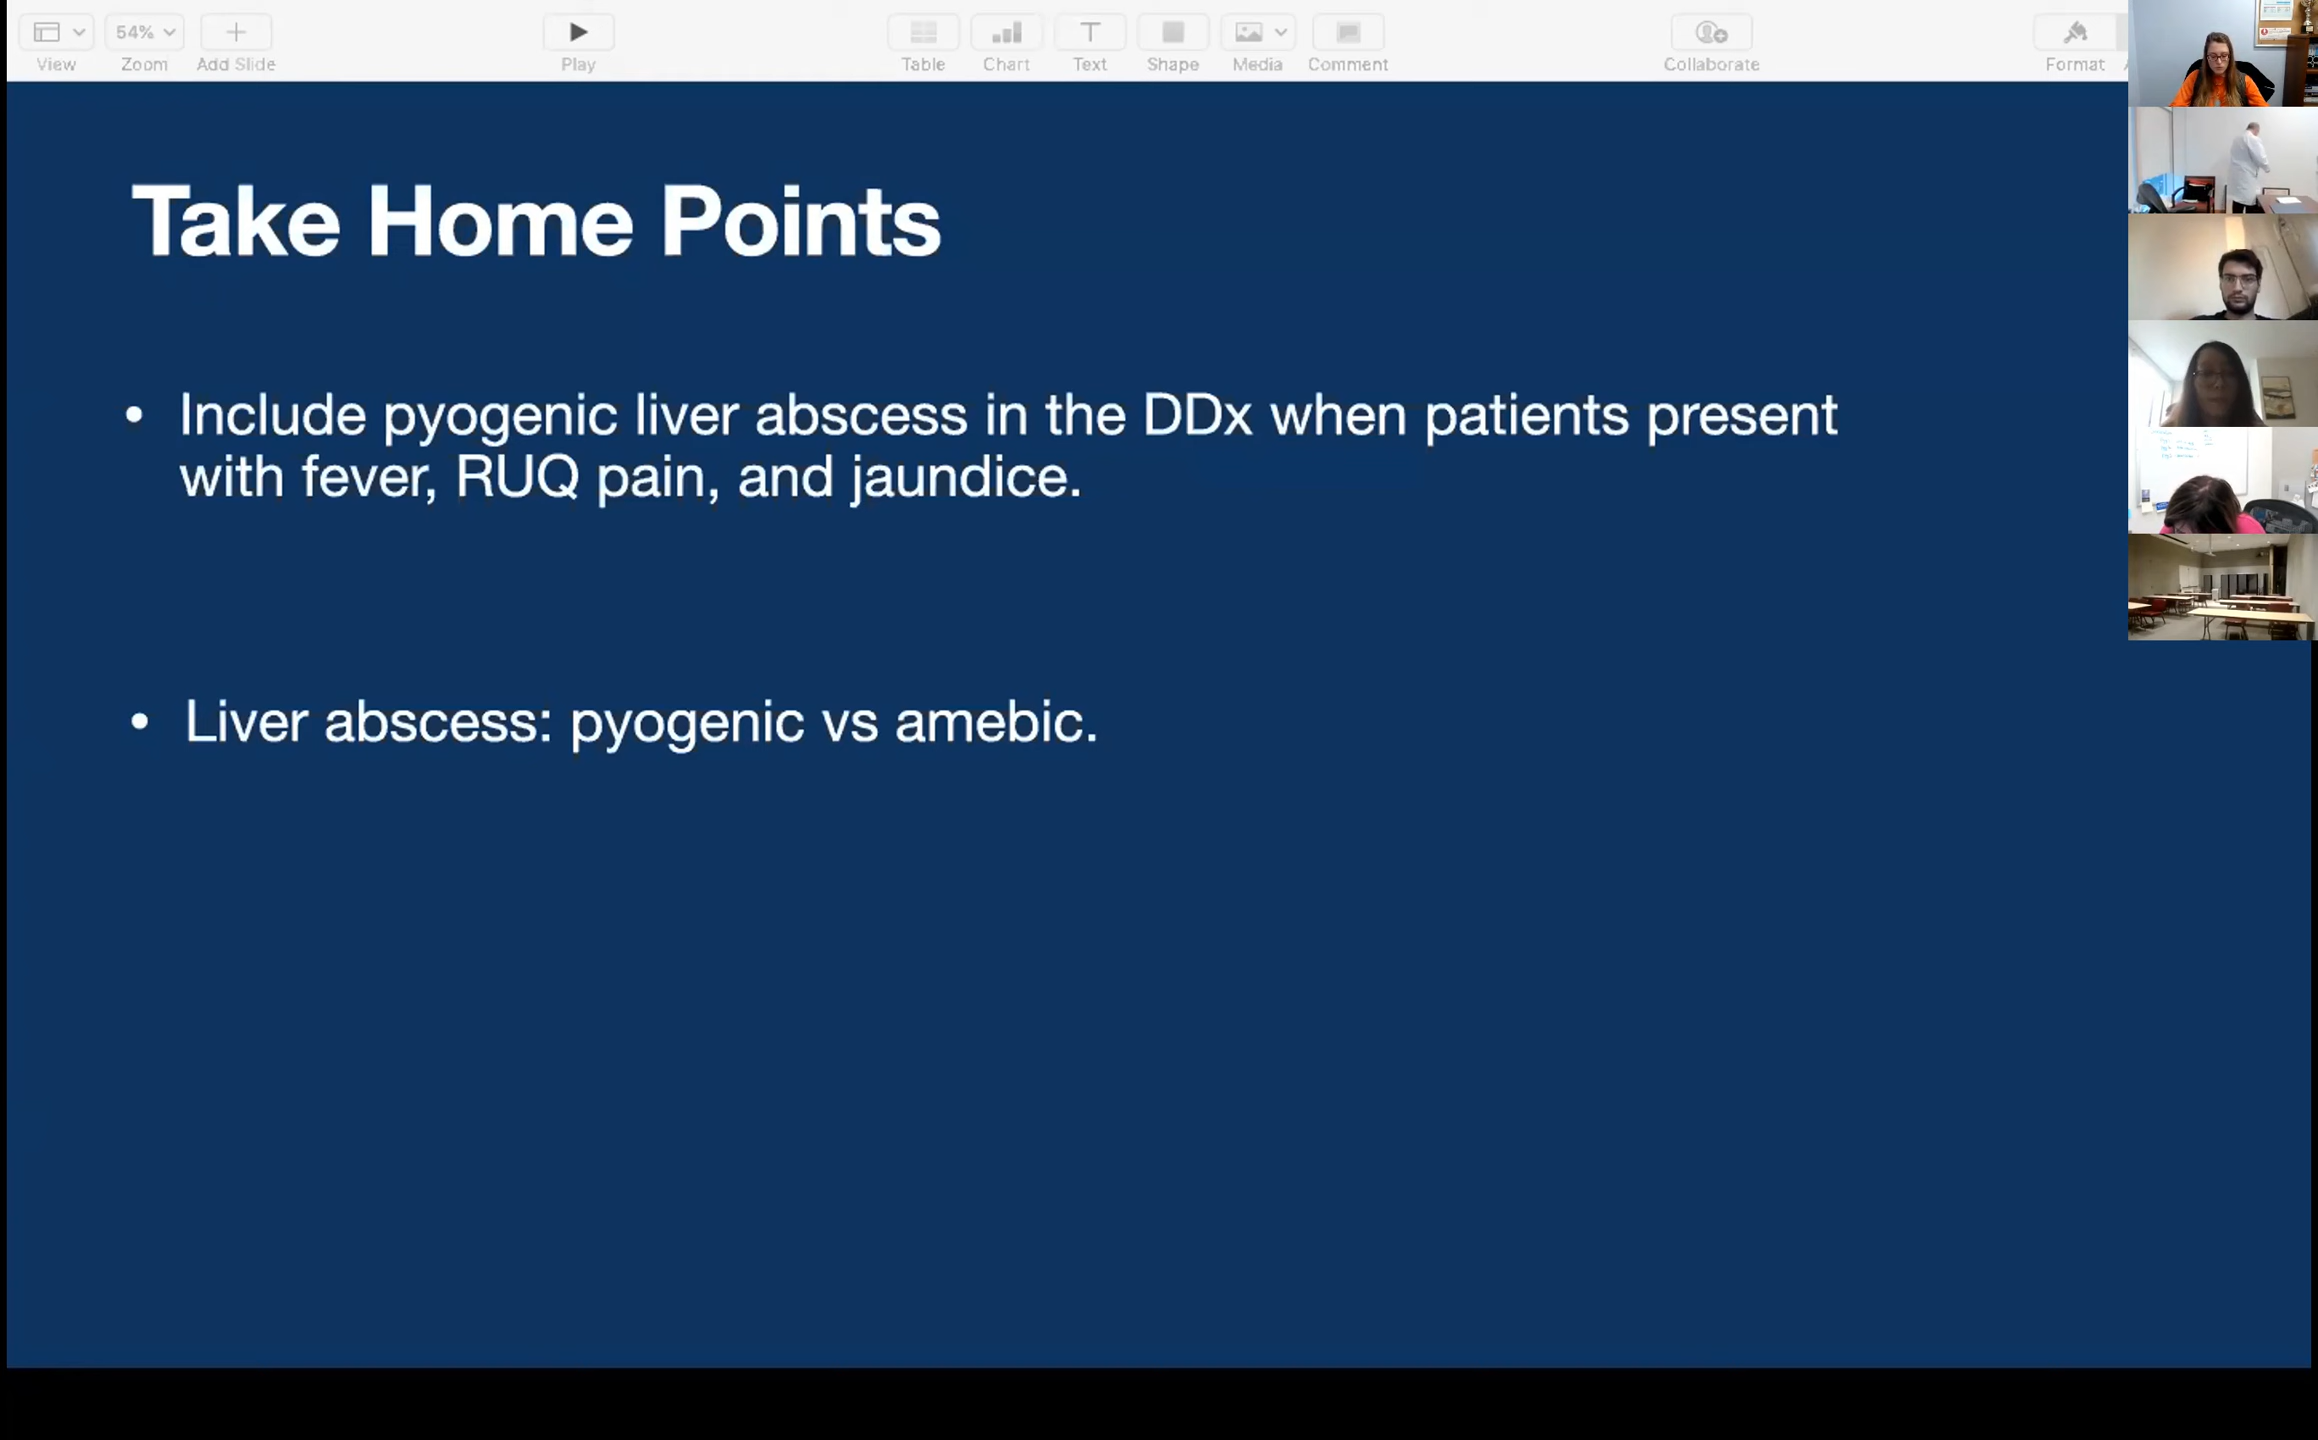 54%
View Zoom Add Slide Play Table Chart Text Shape Media Comment Collaborate Format
Take Home Points
• Include pyogenic liver abscess in the DDx when patients present
with fever, RUQ pain, and jaundice.
• Liver abscess: pyogenic vs amebic.